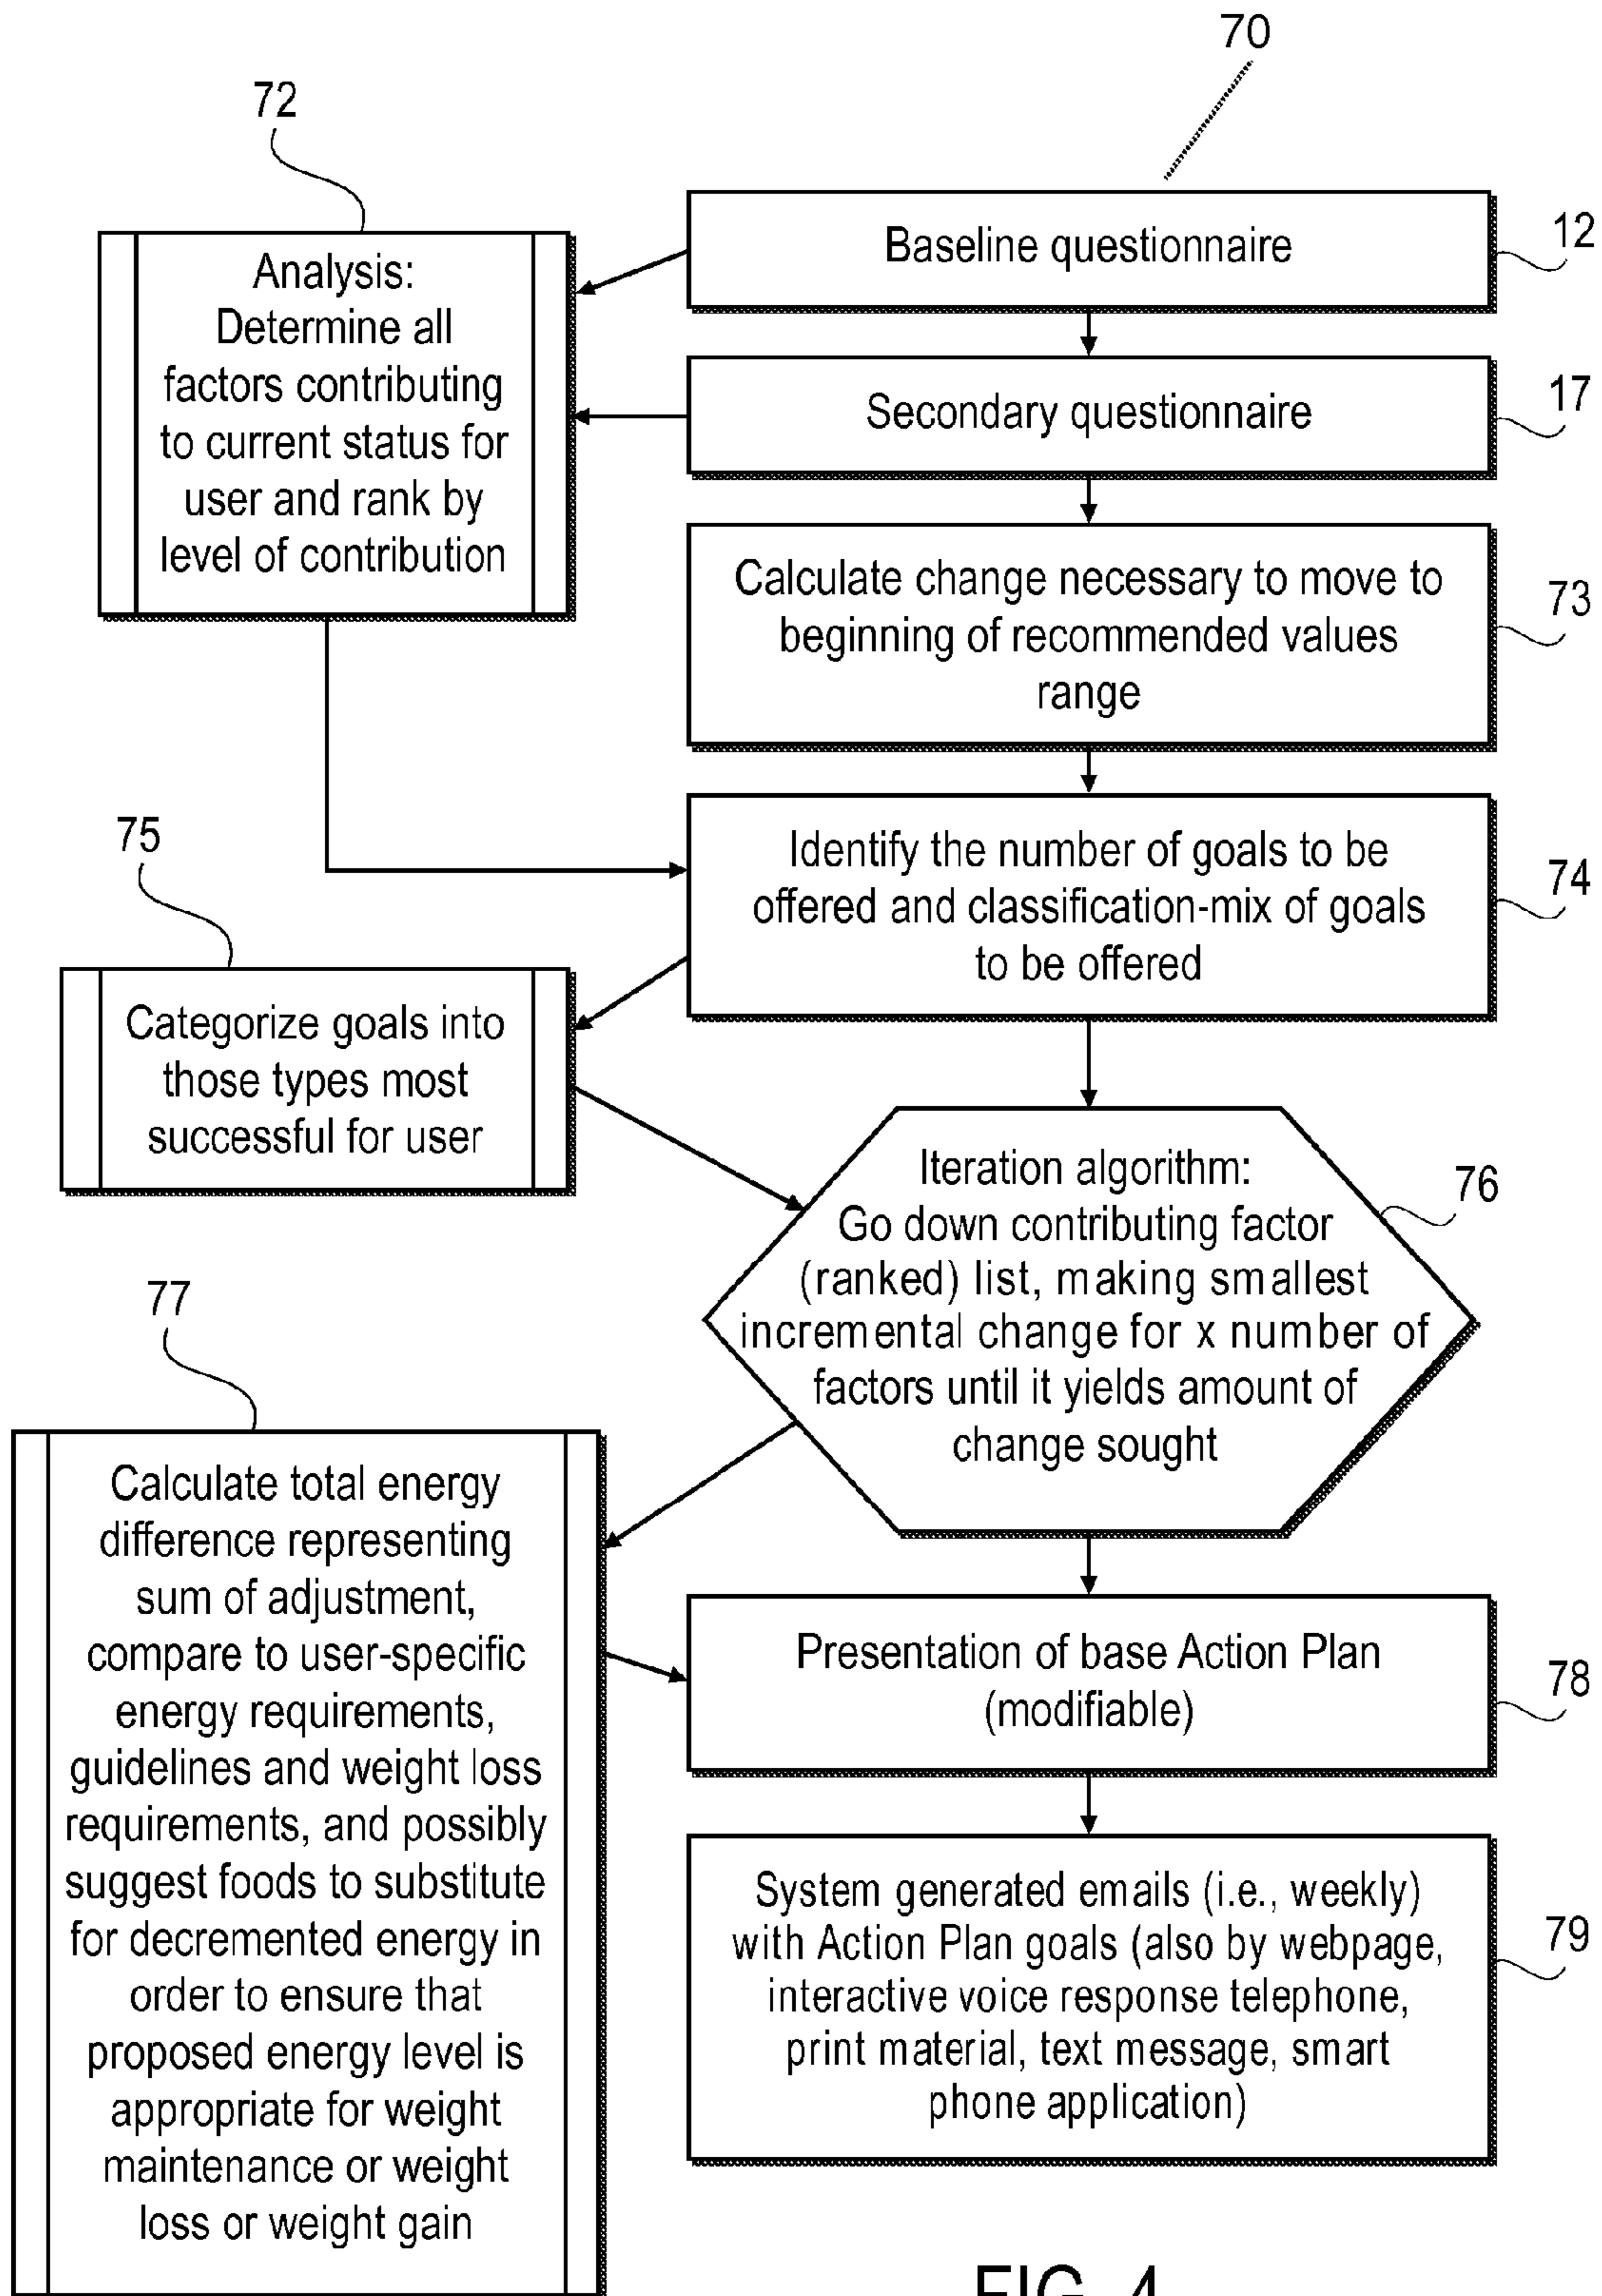 70
72
Baseline questionnaire
12
Analysis:
Determine all
factors contributing
to current status for
user and rank by
level of contribution
Secondary questionnaire
17
Calculate change necessary to move to
beginning of recommended values
range
73
Identify the number of goals to be
offered and classification-mix of goals
to be offered
74
75
Categorize goals into
those types most
successful for user
Iteration algorithm:
Go down contributing factor
(ranked) list, making smallest
incremental change for x number of
factors until it yields amount of
change sought
76
77
Calculate total energy
difference representing
sum of adjustment,
compare to user-specific
energy requirements,
guidelines and weight loss
requirements, and possibly
suggest foods to substitute
for decremented energy in
order to ensure that
proposed energy level is
appropriate for weight
maintenance or weight
loss or weight gain
Presentation of base Action Plan
(modifiable)
78
System generated emails (i.e., weekly)
with Action Plan goals (also by webpage,
interactive voice response telephone,
print material, text message, smart
phone application)
79
FIG. 4